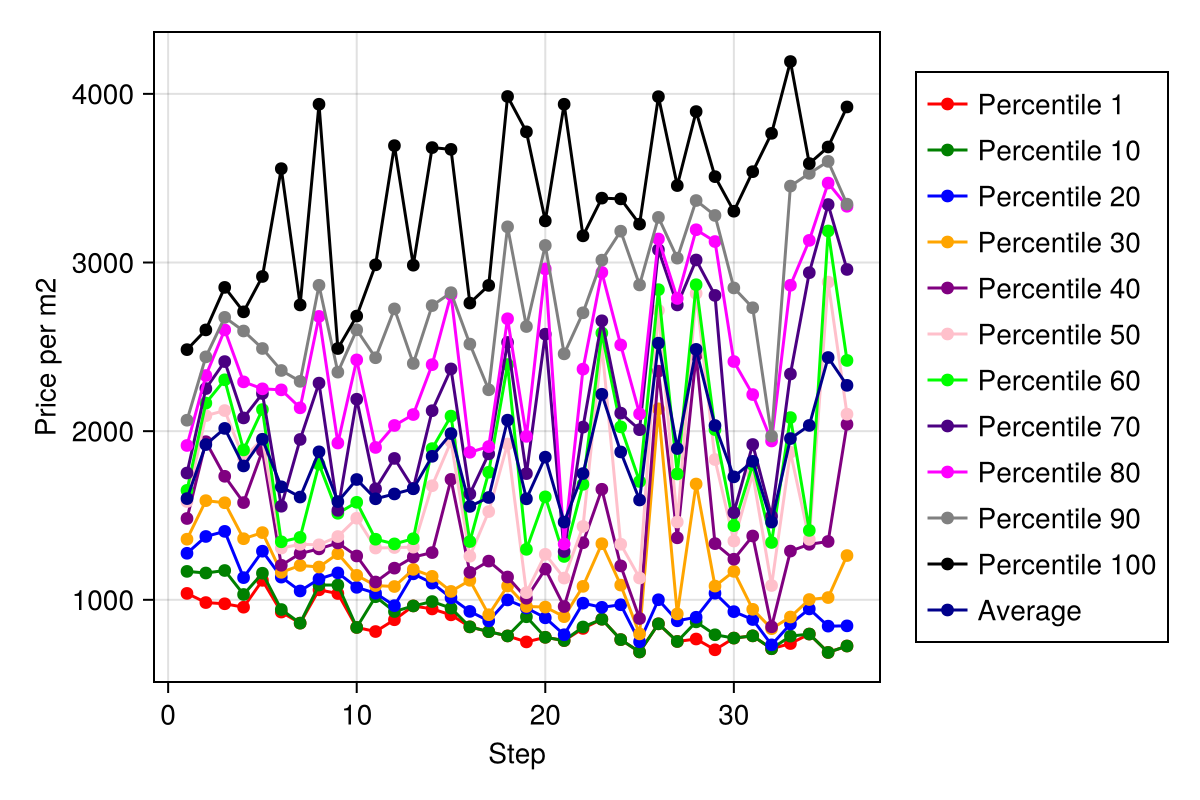 Price per m2
4000
3000
2000
1000
0
10
20
30
Step
Percentile 1
Percentile 10
Percentile 20
Percentile 30
Percentile 40
Percentile 50
Percentile 60
Percentile 70
Percentile 80
Percentile 90
Percentile 100
Average